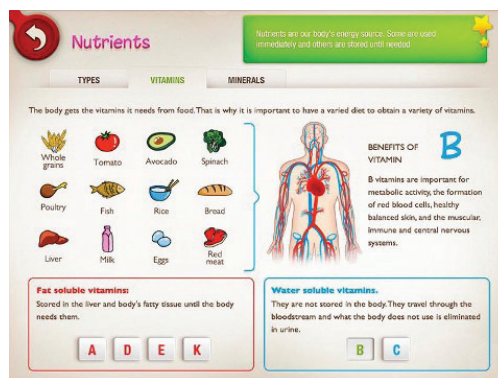 Nutrients
Nutrients are our body's energy source. Some are used
immediately and others are stored until needed
TYPES
VITAMINS
MINERALS
The body gets the vitamins it needs from food. That is why it is important to have a varied diet to obtain a variety of vitamins.
Whole
grains
Tomato
Avocado
Spinach
Poultry
Fish
Rice
Bread
Liver
Milk
Eggs
Red
meat
BENEFITS OF
VITAMIN
B
B vitamins are important for
metabolic activity, the formation
of red blood cells, healthy
balanced skin, and the muscular,
immune and central nervous
systems.
Fat soluble vitamins:
Stored in the liver and body's fatty tissue until the body
needs them.
A D E K
Water soluble vitamins.
They are not stored in the body. They travel through the
bloodstream and what the body does not use is eliminated
in urine.
B C